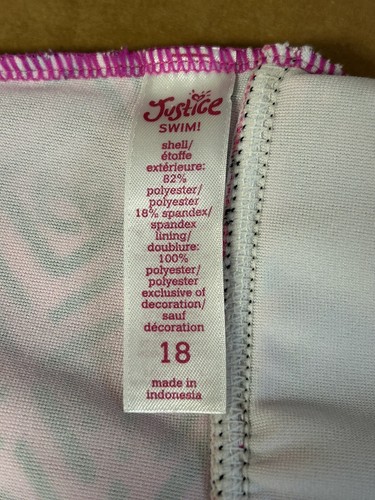 Justice
SWIM!
shell/
étoffe
extérieure:
82%
polyester/
polyester
18% spandex/
spandex
lining/
doublure:
100%
polyester/
polyester
exclusive of
decoration/
sauf
décoration
18
made in
indonesia